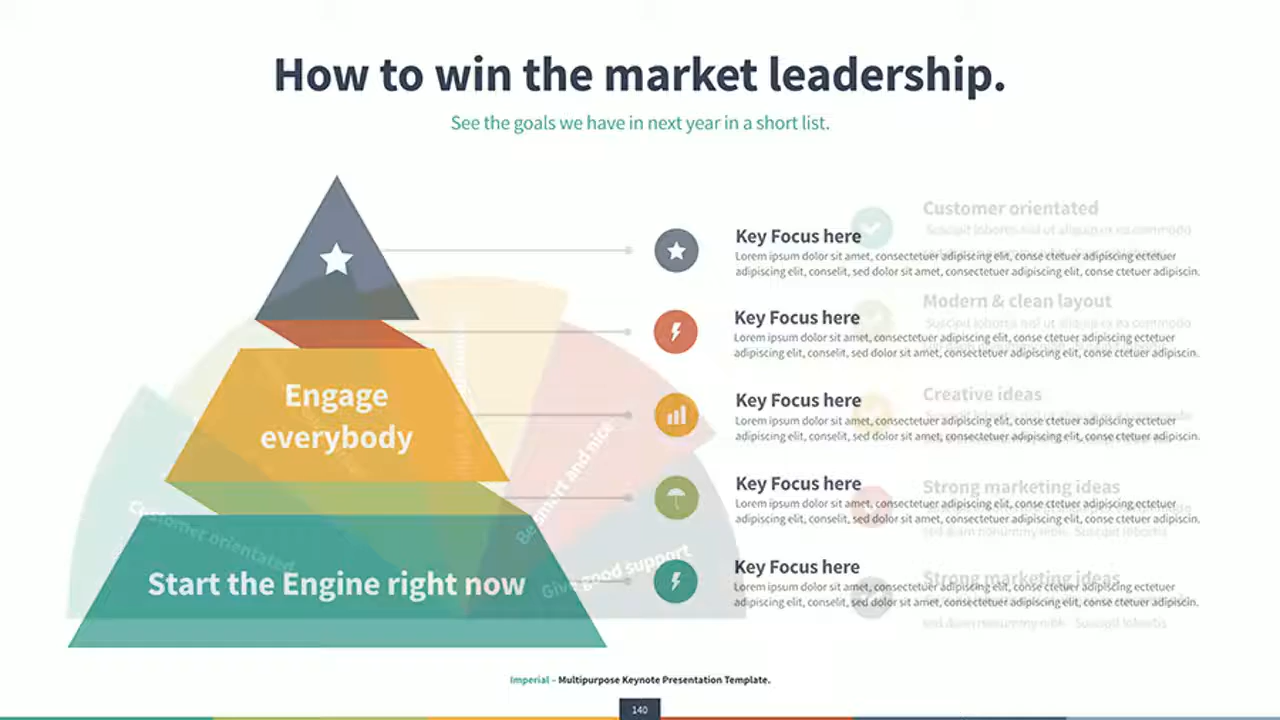 How to win the market leadership.
See the goals we have in next year in a short list.
Customer orientated
Key Focus here
Lorem ipsum dolor sit amet, consectetuer adipiscing elit, conse ctetuer adipiscing ectetuer
adipiscing elit, conselit, sed dolor sit amet, consectetuer adipiscing elit, conse ctetuer adipiscin.
Modern & clean layout
Key Focus here
Lorem ipsum dolor sit amet, consectetuer adipiscing elit, conse ctetuer adipiscing ectetuer
adipiscing elit, conselit, sed dolor sit amet, consectetuer adipiscing elit, conse ctetuer adipiscin.
Engage
everybody
Creative ideas
Key Focus here
Lorem ipsum dolor sit amet, consectetuer adipiscing elit, conse ctetuer adipiscing ectetuer
adipiscing elit, conselit, sed dolor sit amet, consectetuer adipiscing elit, conse ctetuer adipiscin.
Be smart and nice
Strong marketing ideas
Key Focus here
Lorem ipsum dolor sit amet, consectetuer adipiscing elit, conse ctetuer adipiscing ectetuer
adipiscing elit, conselit, sed dolor sit amet, consectetuer adipiscing elit, conse ctetuer adipiscin.
Customer orientated
Give good support
Start the Engine right now
Strong marketing ideas
Key Focus here
Lorem ipsum dolor sit amet, consectetuer adipiscing elit, conse ctetuer adipiscing ectetuer
adipiscing elit, conselit, sed dolor sit amet, consectetuer adipiscing elit, conse ctetuer adipiscin.
Imperial - Multipurpose Keynote Presentation Template.
140